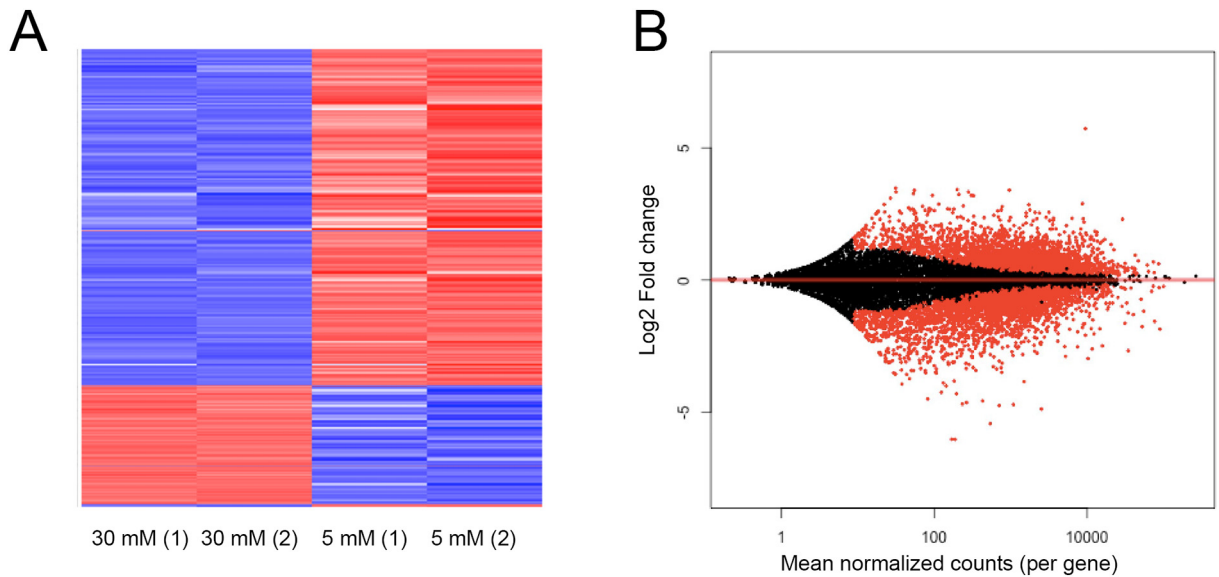 A
30 mM (1) 30 mM (2) 5 mM (1) 5 mM (2)
B
Log2 Fold change
5
0
-5
1 100 10000
Mean normalized counts (per gene)